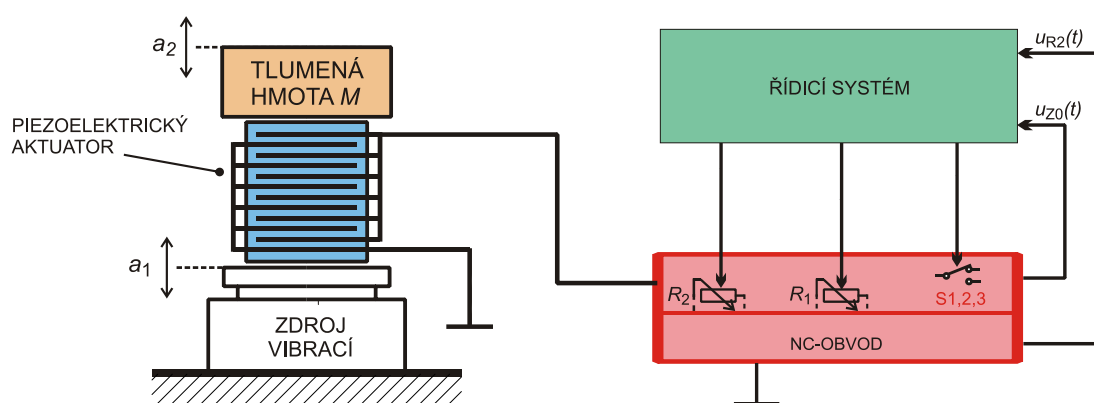 a2
TLUMENÁ
HMOTA M
PIEZOELEKTRICKÝ
AKTUATOR
a1
ZDROJ
VIBRACÍ
ŘÍDICÍ SYSTÉM
uR2(t)
uZ0(t)
R2
R1
S1,2,3
NC-OBVOD